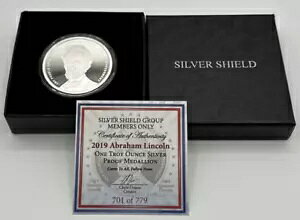 SILVER SHIELD
SILVER SHIELD GROUP
MEMBERS ONLY
Certificate of Authenticity
2019 Abraham Lincoln
ONE TROY OUNCE SILVER
PROOF MEDALLION
701 of 779